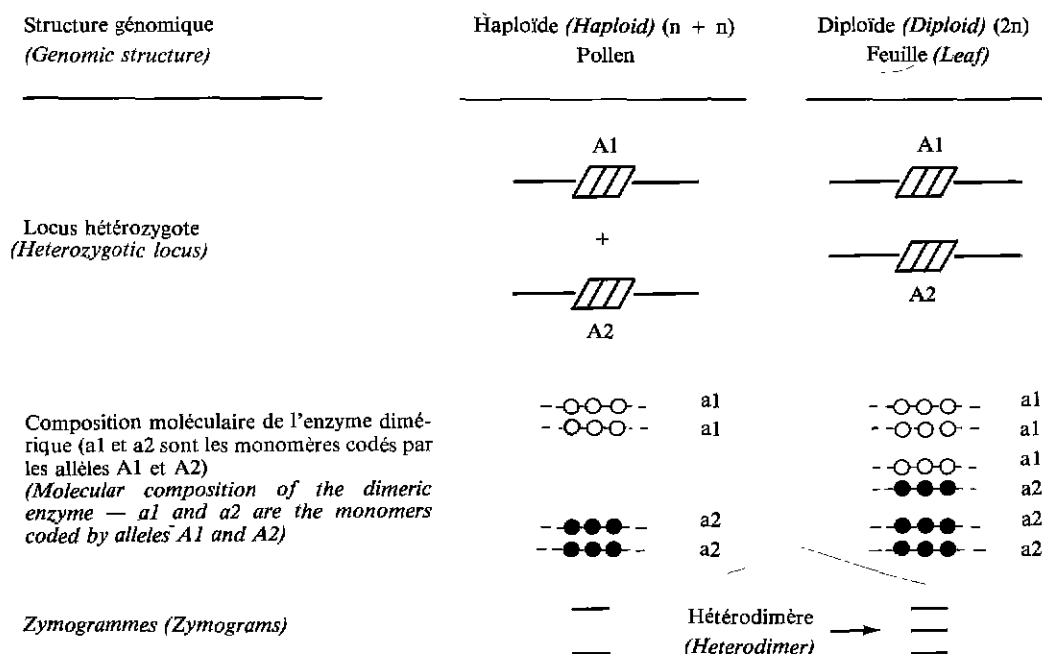 Structure génomique
(Genomic structure)
Haploïde (Haploid) (n + n)
Pollen
Diploïde (Diploid) (2n)
Feuille (Leaf)
Locus hétérozygote
(Heterozygotic locus)
A1
+
A2
A1
A2
Composition moléculaire de l'enzyme dimé-
rique (a1 et a2 sont les monomères codés par
les allèles A1 et A2)
(Molecular composition of the dimeric
enzyme — a1 and a2 are the monomers
coded by alleles A1 and A2)
a1
a1
a2
a2
a1
a1
a1
a2
a2
a2
Zymogrammes (Zymograms)
Hétérodimère
(Heterodimer)